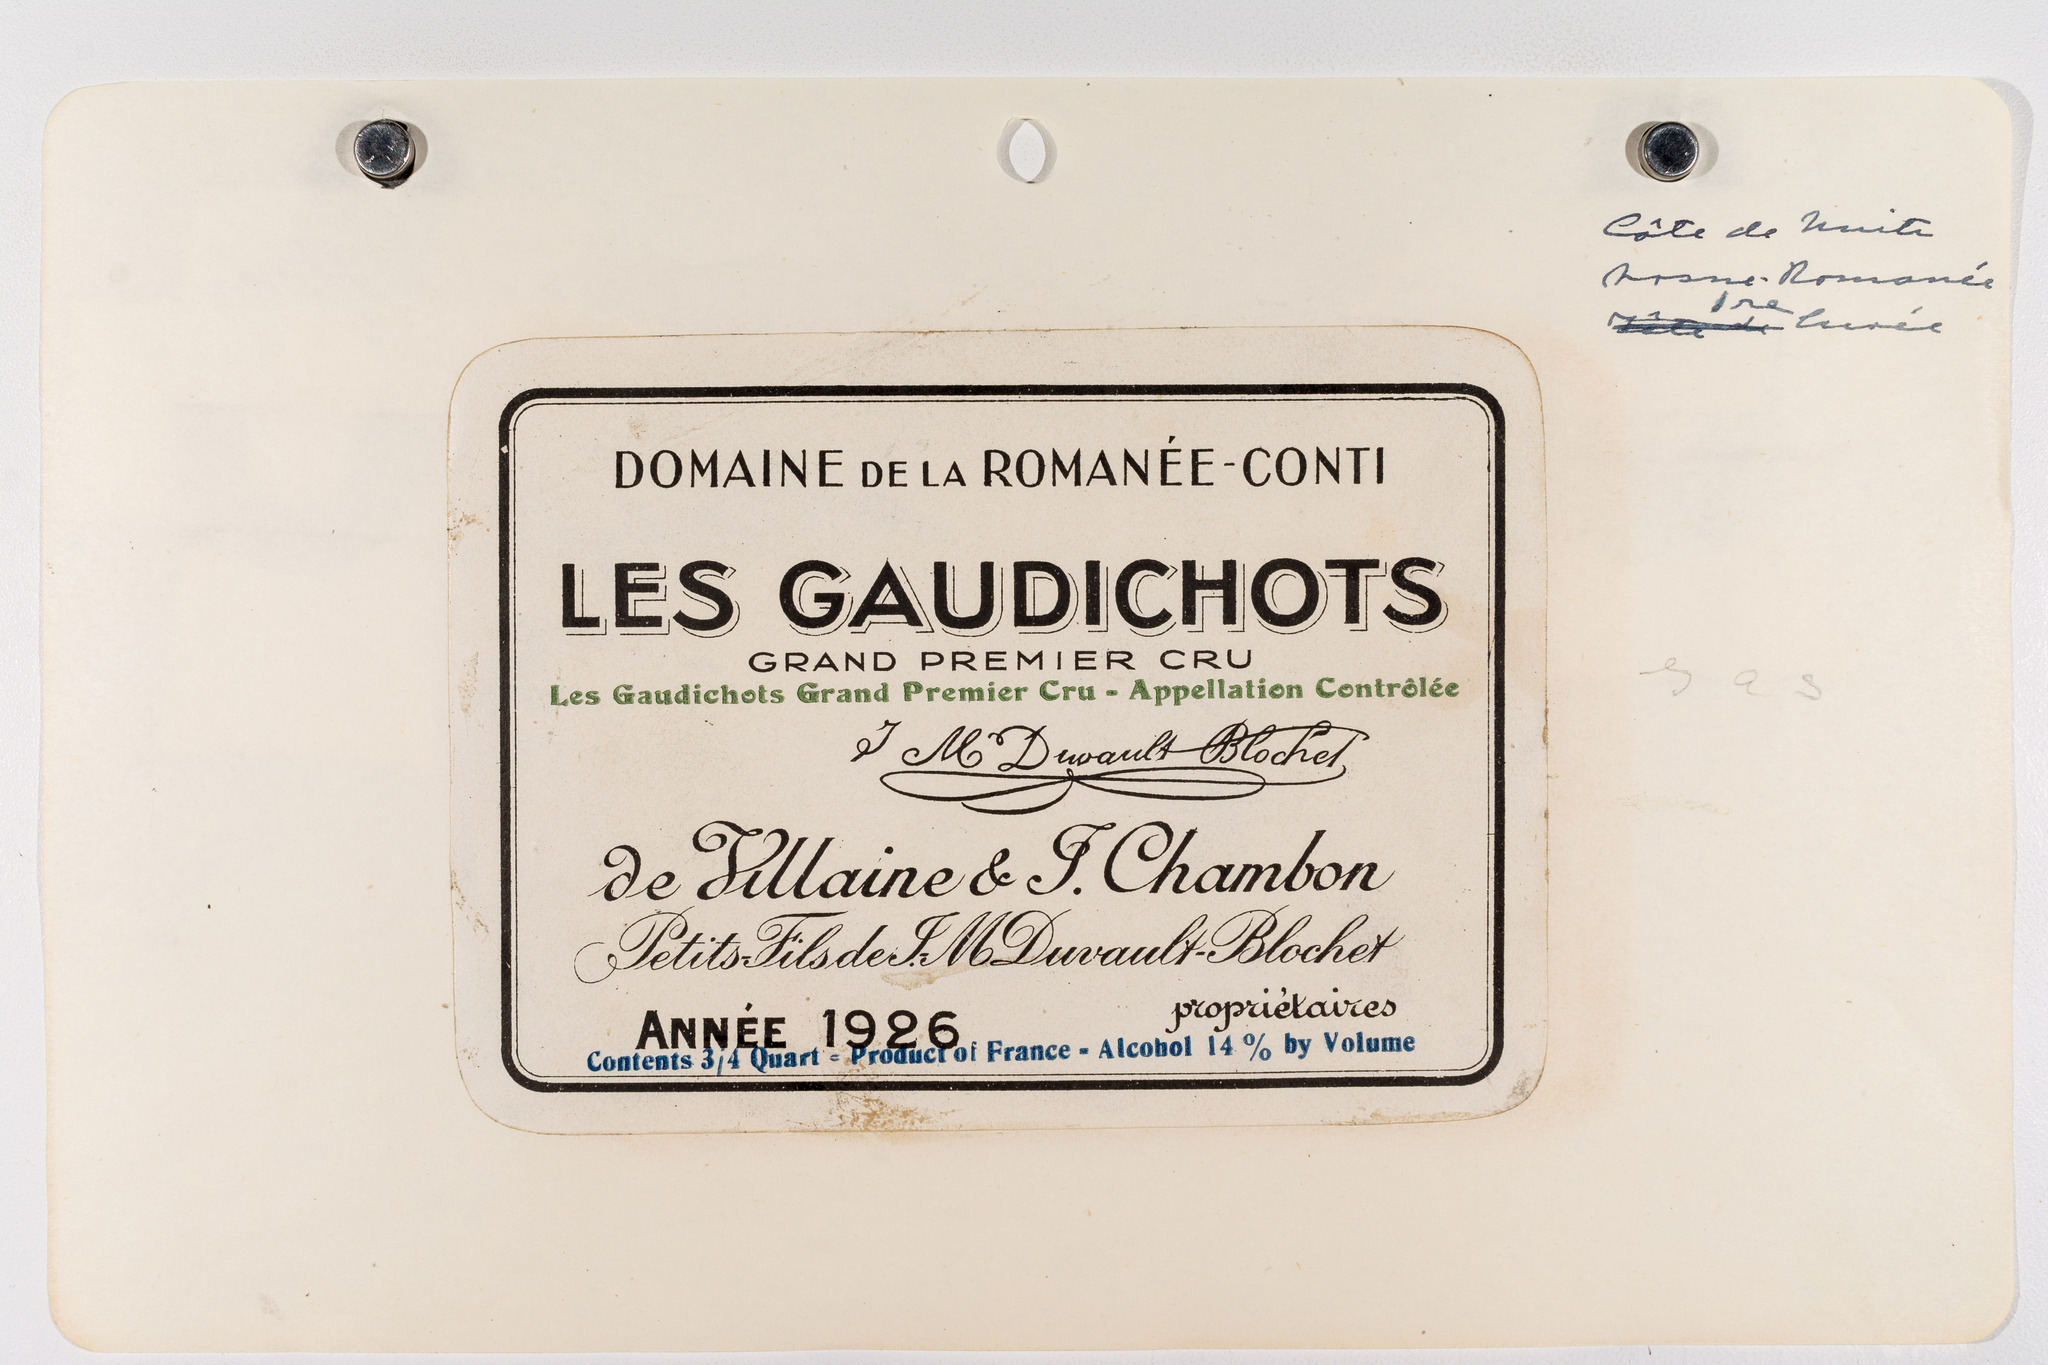 Côte de Nuits
Vosne-Romanée
1re
Tête de Cuvée
DOMAINE DE LA ROMANÉE-CONTI
LES GAUDICHOTS
GRAND PREMIER CRU
Les Gaudichots Grand Premier Cru - Appellation Contrôlée
J Mie Duvault-Blochet
de Villaine & J. Chambon
Petits-Fils de J.M Duvault-Blochet
propriétaires
ANNÉE 1926
Contents 3/4 Quart - Product of France - Alcohol 14 % by Volume